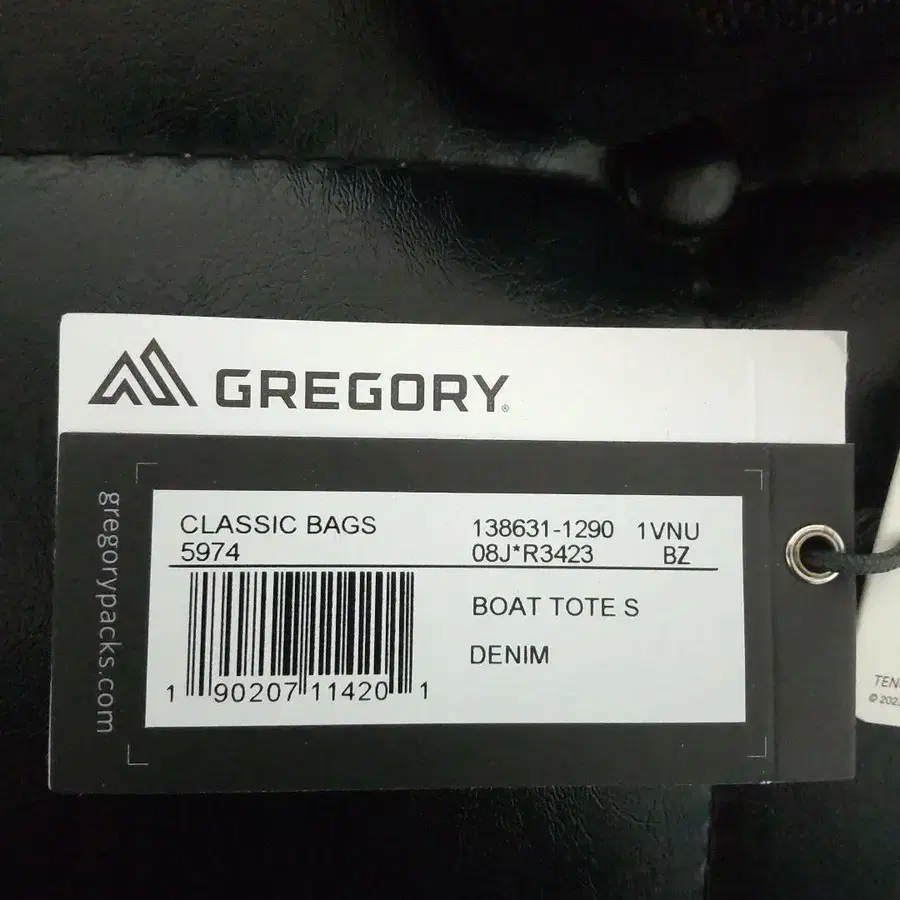 GREGORY®
gregorypacks.com
CLASSIC BAGS
5974
138631-1290 1VNU
08J*R3423 BZ
BOAT TOTE S
DENIM
1 90207 11420 1